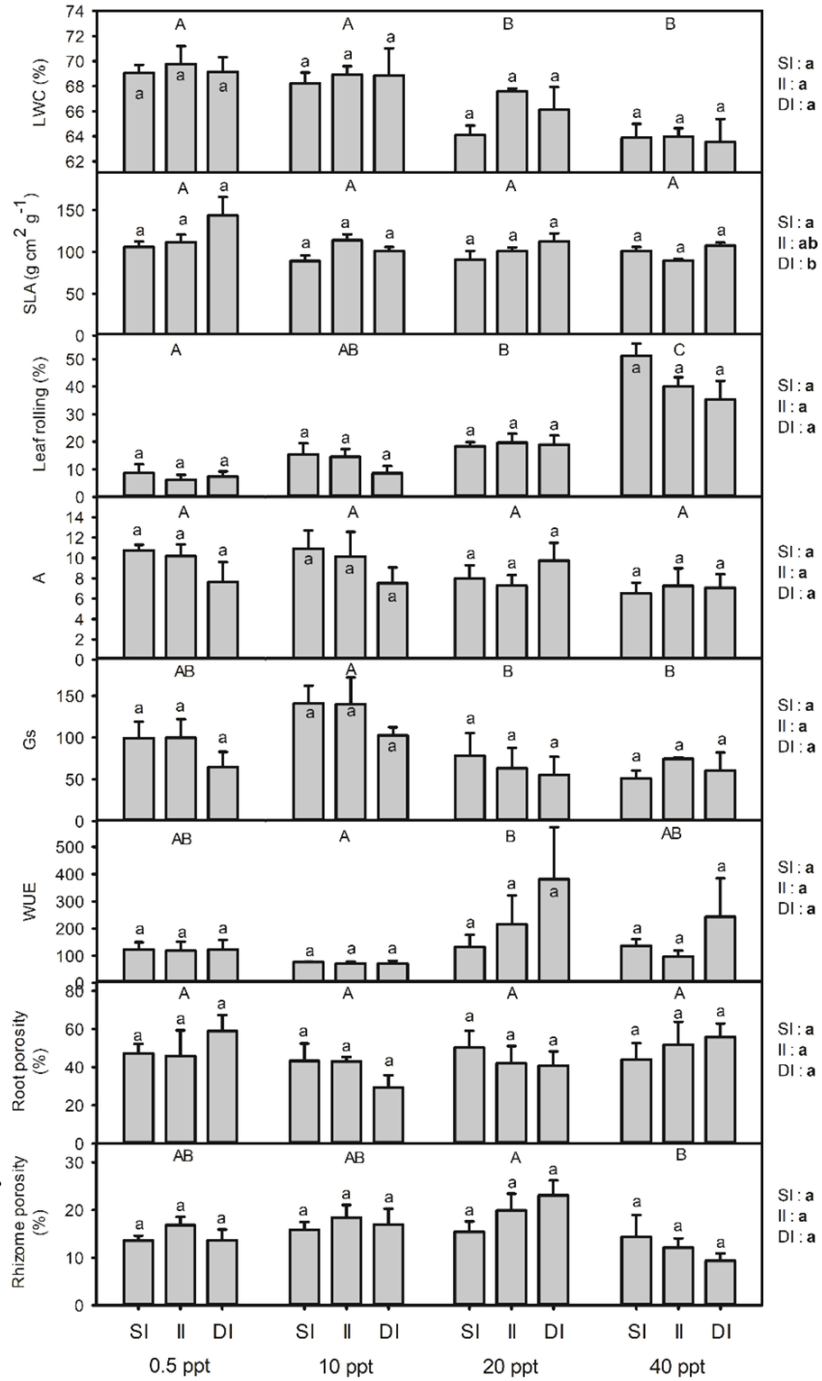 74
72
70
68
66
64
62
LWC (%)
A
A
B
B
a
a
a
a
a
a
a
a
a
a
a
a
SI : a
II : a
DI : a
150
100
50
0
SLA (g cm² g⁻¹)
A
A
A
A
a
a
a
a
a
a
a
a
a
a
a
a
SI : a
II : ab
DI : b
50
40
30
20
10
0
Leaf rolling (%)
A
AB
B
C
a
a
a
a
a
a
a
a
a
a
a
a
SI : a
II : a
DI : a
14
12
10
8
6
4
2
0
A
A
A
A
A
a
a
a
a
a
a
a
a
a
a
a
a
SI : a
II : a
DI : a
150
100
50
0
Gs
AB
A
B
B
a
a
a
a
a
a
a
a
a
a
a
a
SI : a
II : a
DI : a
500
400
300
200
100
0
WUE
AB
A
B
AB
a
a
a
a
a
a
a
a
a
a
a
a
SI : a
II : a
DI : a
80
60
40
20
0
Root porosity
(%)
A
A
A
A
a
a
a
a
a
a
a
a
a
a
a
a
SI : a
II : a
DI : a
30
20
10
0
Rhizome porosity
(%)
AB
AB
A
B
a
a
a
a
a
a
a
a
a
a
a
a
SI : a
II : a
DI : a
SI II DI SI II DI SI II DI SI II DI
0.5 ppt 10 ppt 20 ppt 40 ppt